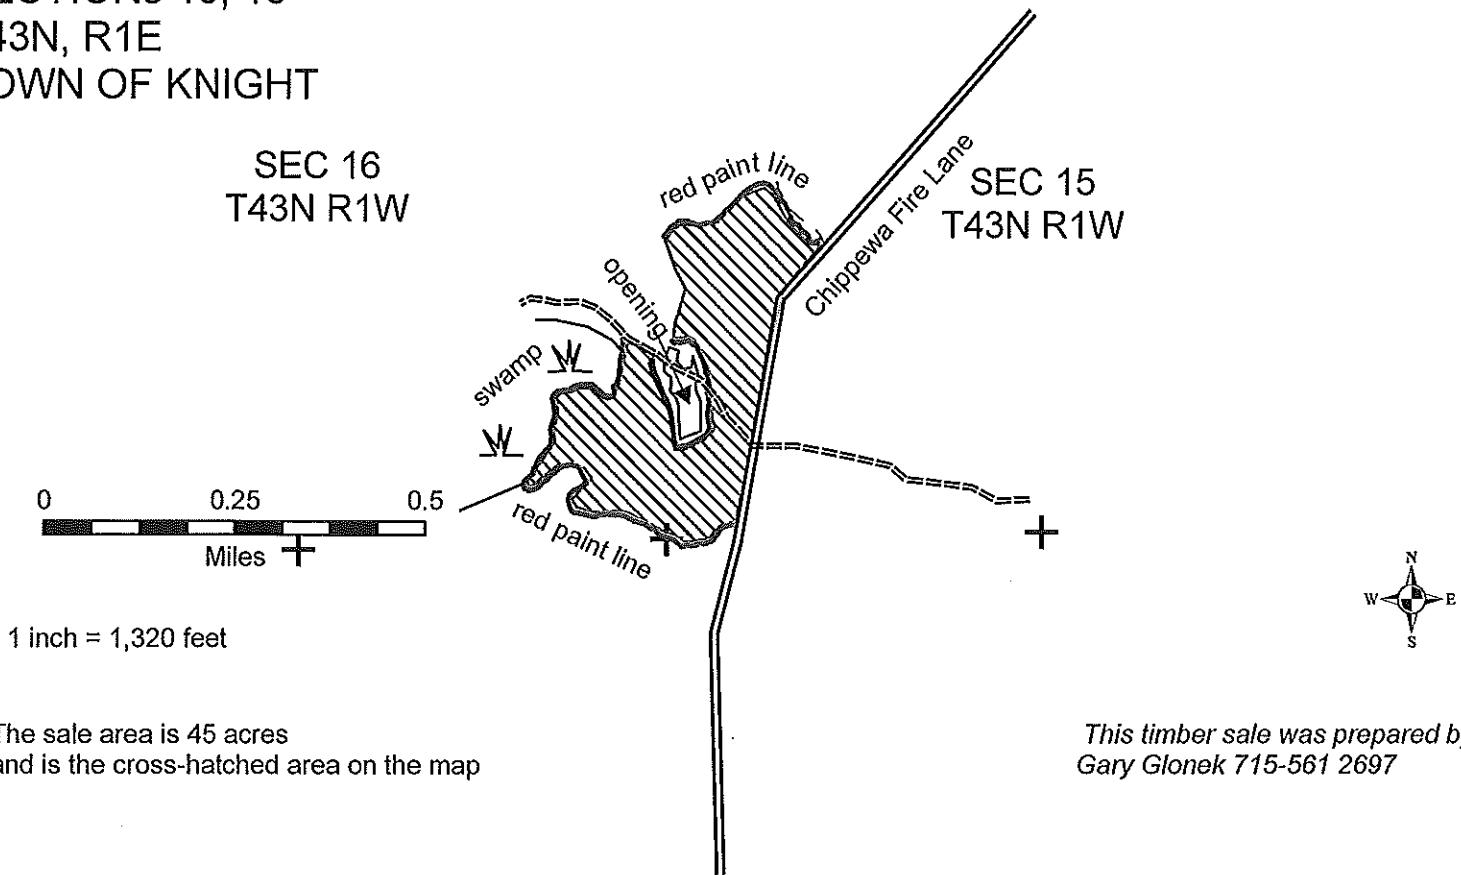 43N, R1E
OWN OF KNIGHT
SEC 16
T43N R1W
red paint line
SEC 15
T43N R1W
Chippewa Fire Lane
opening
swamp
0 0.25 0.5
Miles
red paint line
N
W E
S
1 inch = 1,320 feet
The sale area is 45 acres
and is the cross-hatched area on the map
This timber sale was prepared b
Gary Glonek 715-561 2697